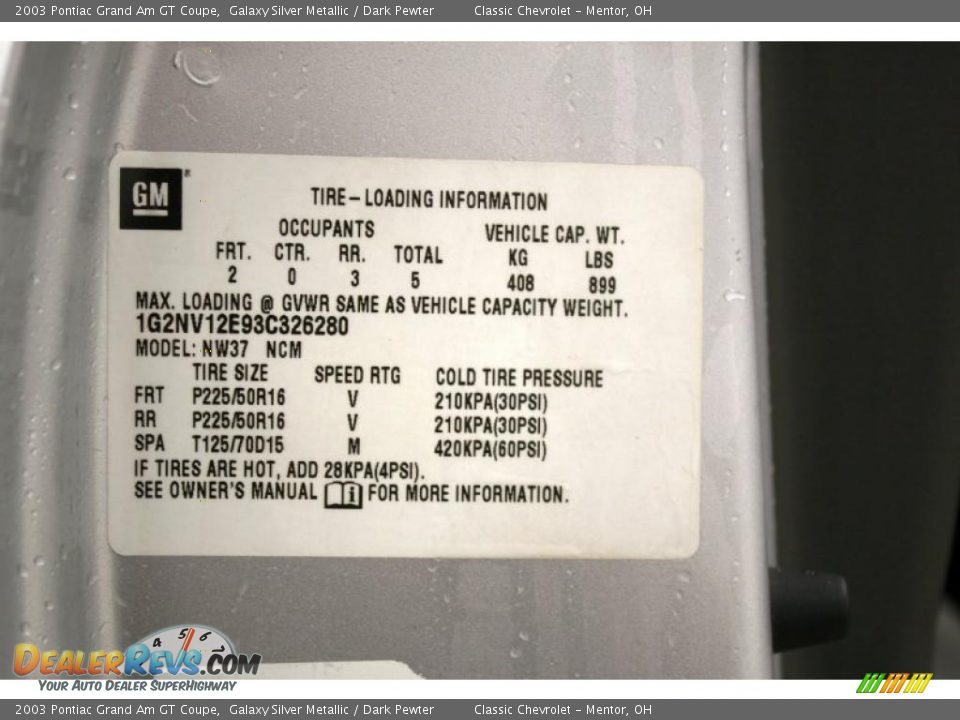 2003 Pontiac Grand Am GT Coupe, Galaxy Silver Metallic / Dark Pewter Classic Chevrolet - Mentor, OH
GM ®
TIRE-LOADING INFORMATION
OCCUPANTS VEHICLE CAP. WT.
FRT. CTR. RR. TOTAL KG LBS
2 0 3 5 408 899
MAX. LOADING @ GVWR SAME AS VEHICLE CAPACITY WEIGHT.
1G2NV12E93C326280
MODEL: NW37 NCM
TIRE SIZE SPEED RTG COLD TIRE PRESSURE
FRT P225/50R16 V 210KPA(30PSI)
RR P225/50R16 V 210KPA(30PSI)
SPA T125/70D15 M 420KPA(60PSI)
IF TIRES ARE HOT, ADD 28KPA(4PSI).
SEE OWNER'S MANUAL i FOR MORE INFORMATION.
4 5 6 7
DEALERREVS.COM
YOUR AUTO DEALER SUPERHIGHWAY
2003 Pontiac Grand Am GT Coupe, Galaxy Silver Metallic / Dark Pewter Classic Chevrolet - Mentor, OH